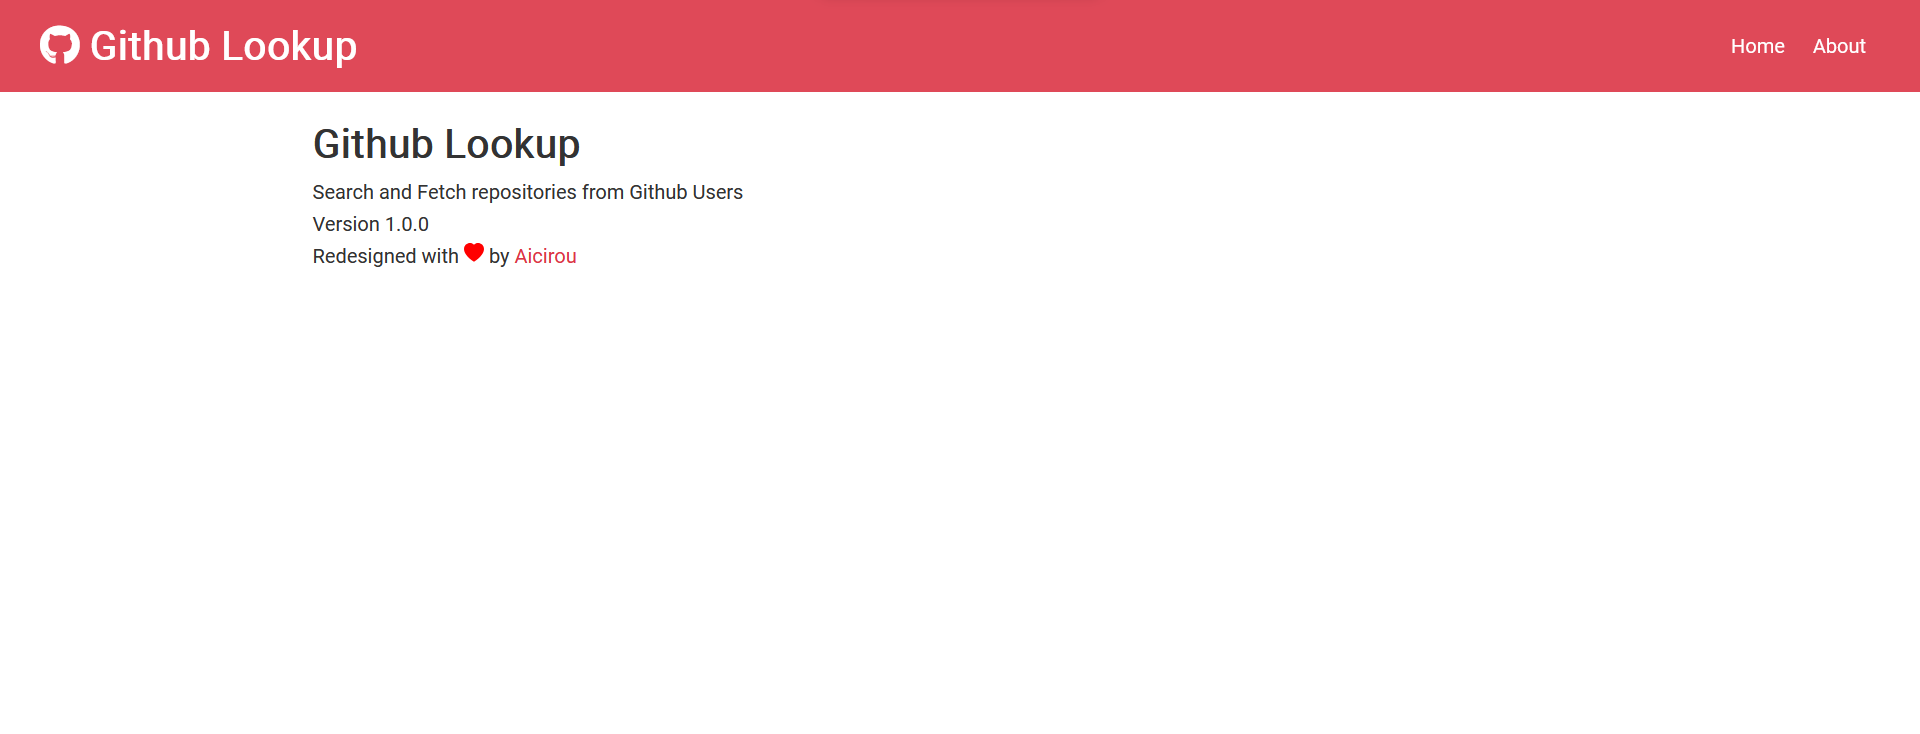 Github Lookup
Home About
Github Lookup
Search and Fetch repositories from Github Users
Version 1.0.0
Redesigned with by Aicirou